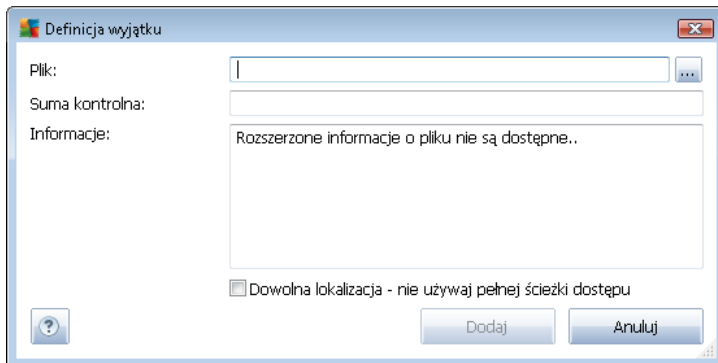 Definicja wyjątku
Plik:
...
Suma kontrolna:
Informacje:
Rozszerzone informacje o pliku nie są dostępne..
Dowolna lokalizacja - nie używaj pełnej ścieżki dostępu
?
Dodaj
Anuluj